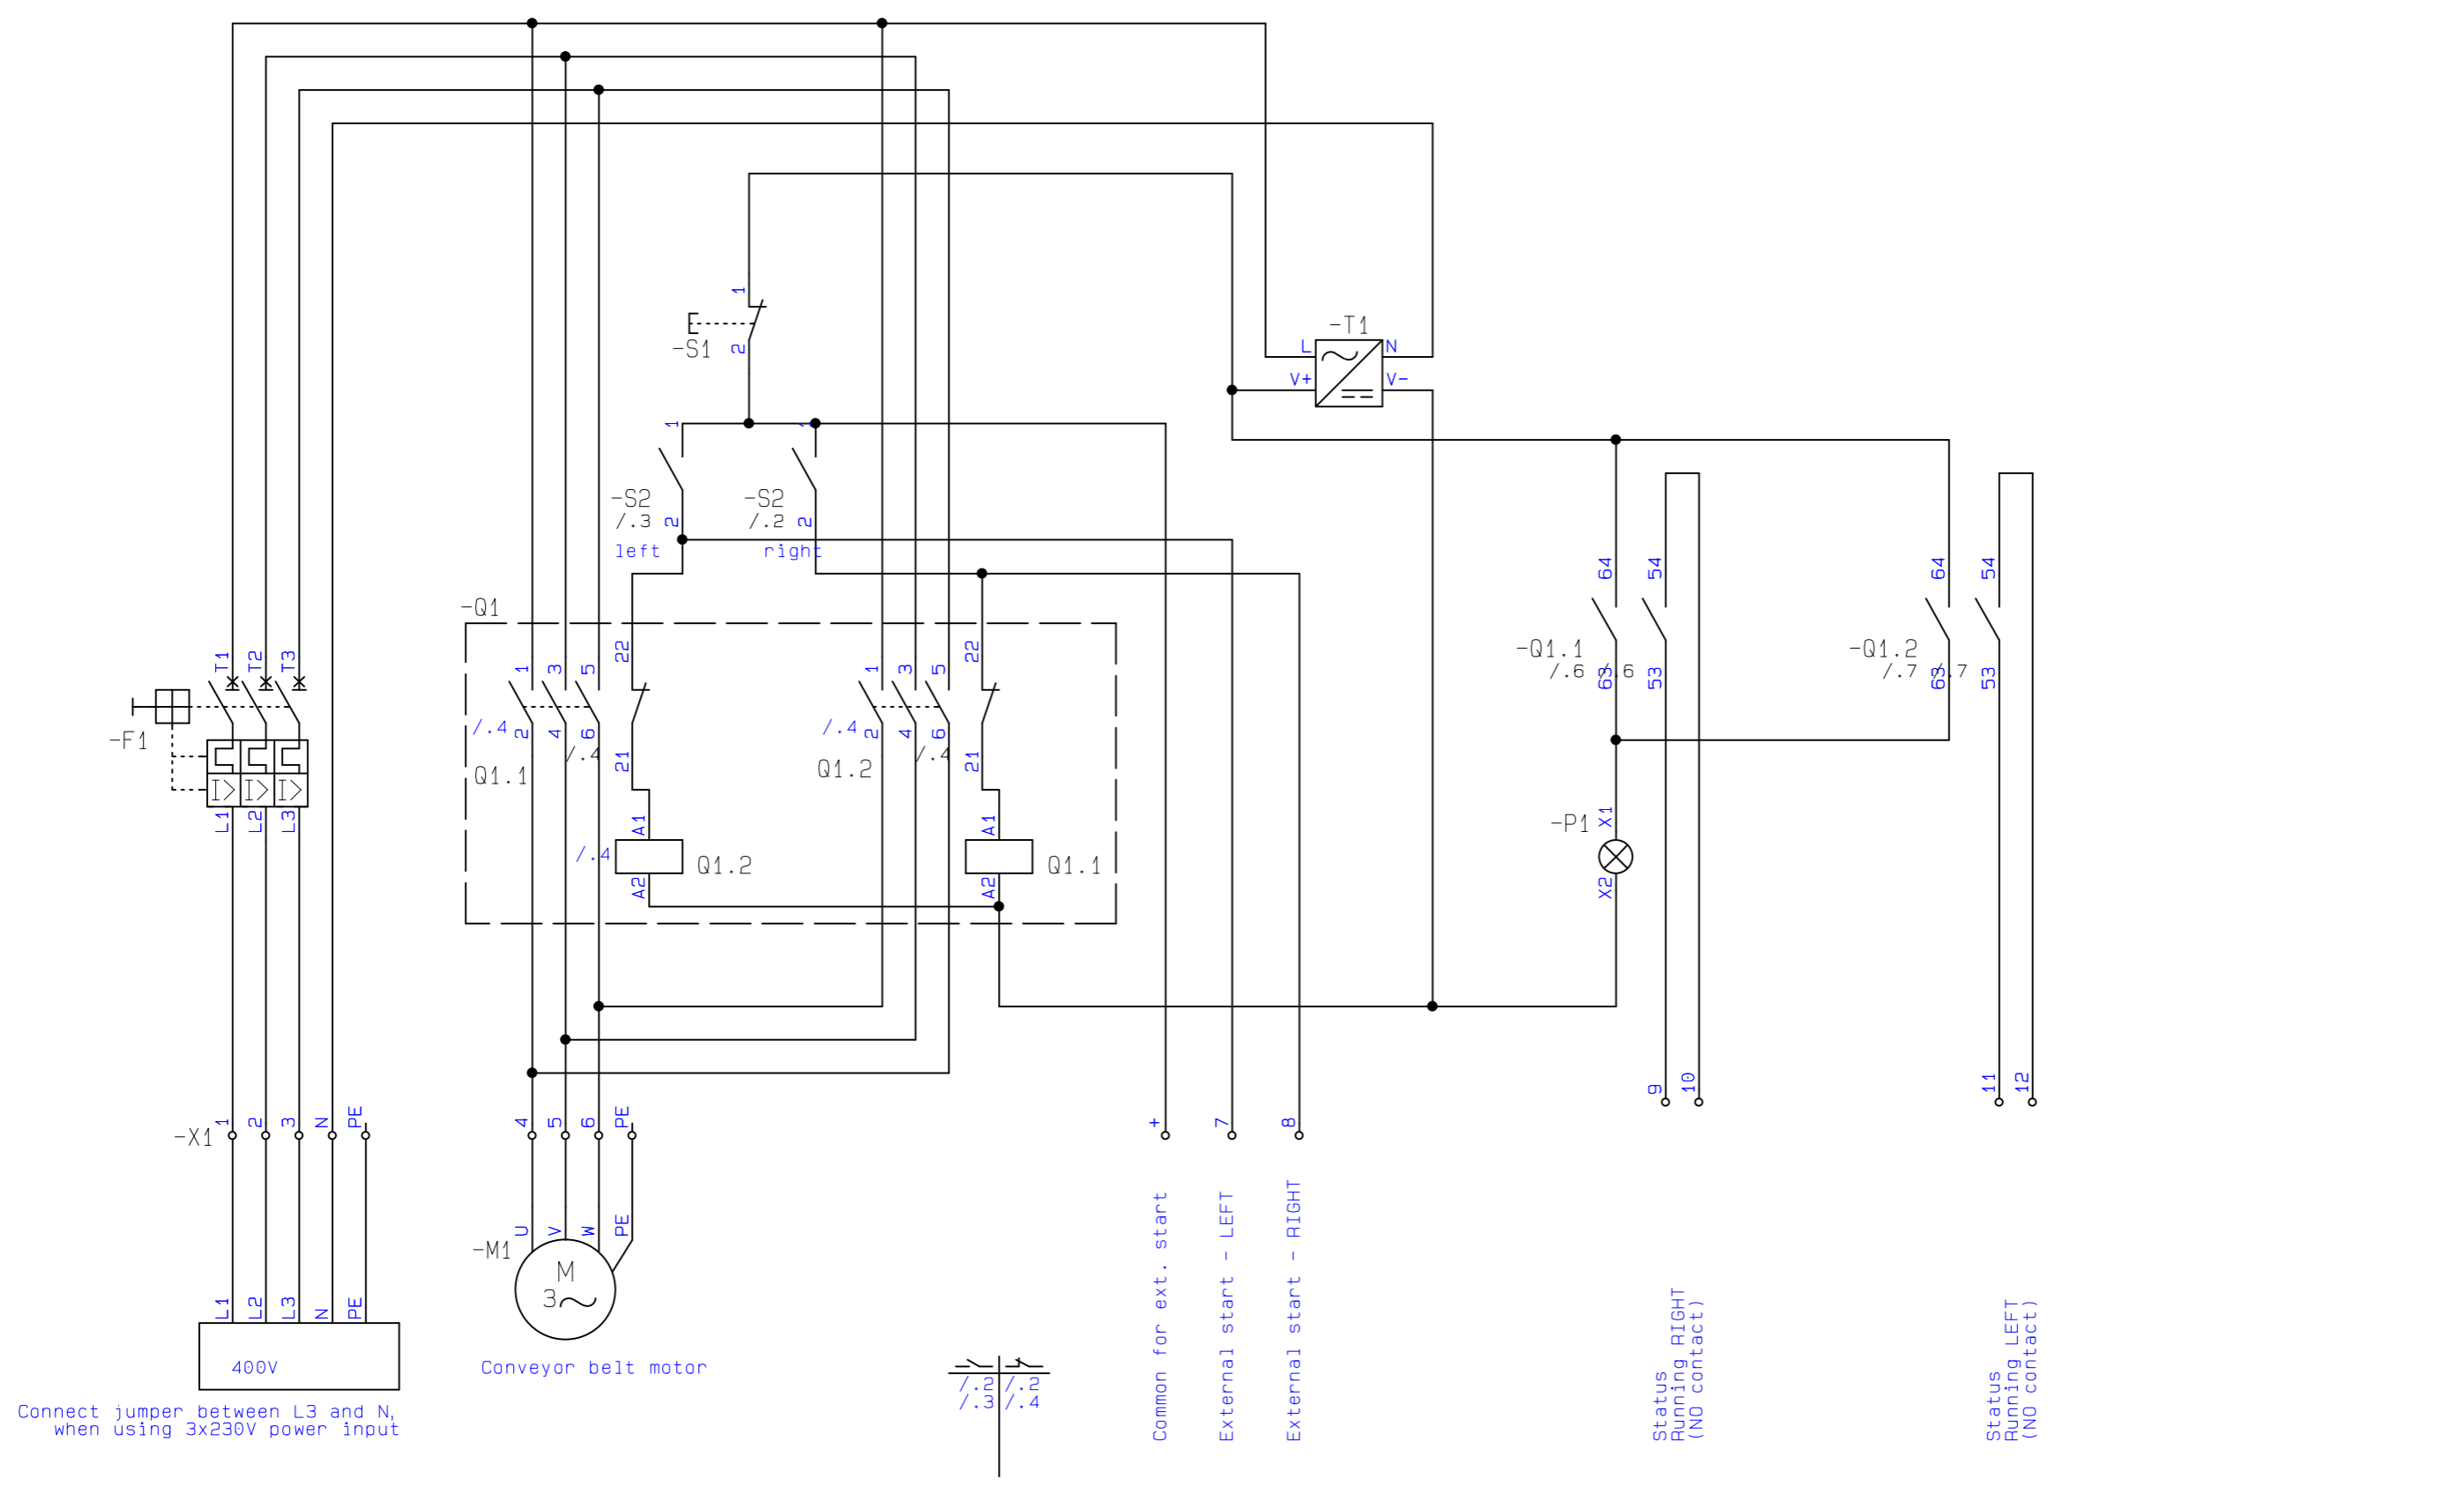 -T1
L
N
V+
V-
1
-S1
2
1
1
-S2
/.3
2
left
-S2
/.2
2
right
-Q1
T1
T2
T3
-F1
I>
I>
I>
L1
L2
L3
1
3
5
22
/.4
2
4
6
/.4
21
Q1.1
1
3
5
22
/.4
2
4
6
/.4
21
Q1.2
A1
/.4
Q1.2
A2
A1
Q1.1
A2
64
54
-Q1.1
/.6
/.6
63
53
64
54
-Q1.2
/.7
/.7
63
53
-P1
X1
X2
-X1
1
2
3
N
PE
4
5
6
PE
+
7
8
9
10
11
12
-M1
U
V
W
PE
M
3
L1
L2
L3
N
PE
400V
Connect jumper between L3 and N,
when using 3x230V power input
Conveyor belt motor
/.2
/.2
/.3
/.4
Common for ext. start
External start - LEFT
External start - RIGHT
Status
Running RIGHT
(NO contact)
Status
Running LEFT
(NO contact)